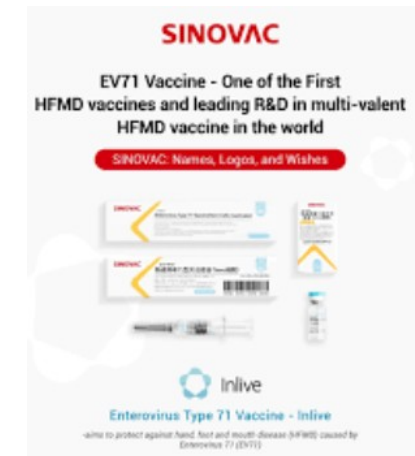 SINOVAC
EV71 Vaccine - One of the First
HFMD vaccines and leading R&D in multi-valent
HFMD vaccine in the world
SINOVAC: Names, Logos, and Wishes
SINOVAC
SINOVAC
Inlive
Enterovirus Type 71 Vaccine - Inlive
-aims to protect against hand, foot and mouth disease (HFMD) caused by
Enterovirus 71 (EV71)